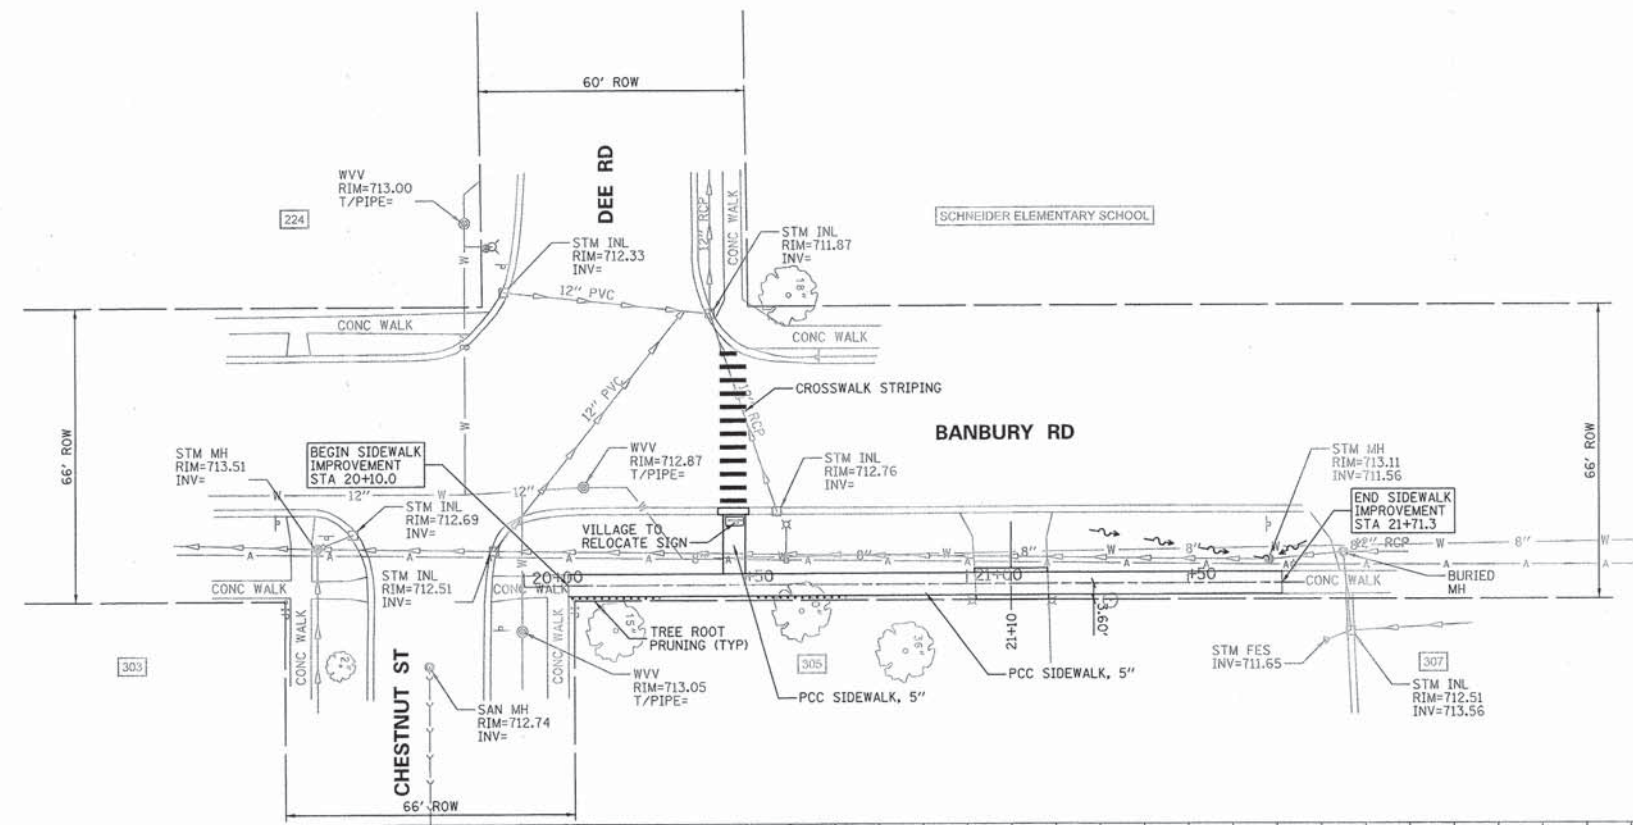 60' ROW
DEE RD
WVV
RIM=713.00
T/PIPE=
224
SCHNEIDER ELEMENTARY SCHOOL
STM INL
RIM=712.33
INV=
12" RCP
CONC WALK
STM INL
RIM=711.87
INV=
18"
12" PVC
W
CONC WALK
CONC WALK
8"
12" PVC
CROSSWALK STRIPING
12" RCP
66' ROW
BANBURY RD
66' ROW
W
STM MH
RIM=713.51
INV=
BEGIN SIDEWALK
IMPROVEMENT
STA 20+10.0
WVV
RIM=712.87
T/PIPE=
STM INL
RIM=712.76
INV=
STM MH
RIM=713.11
INV=711.56
END SIDEWALK
IMPROVEMENT
STA 21+71.3
W 12" W 12"
STM INL
RIM=712.69
INV=
VILLAGE TO
RELOCATE SIGN
12" RCP W 8" W
8" W 8" W 8"
A A A A A A A A A A A A
STM INL
RIM=712.51
INV=
20+00 +50 21+00 +50
CONC WALK
CONC WALK
CONC WALK
BURIED
MH
CONC WALK
CONC WALK
15"
TREE ROOT
PRUNING (TYP)
36"
21+10
3.60'
303
305
307
PCC SIDEWALK, 5"
PCC SIDEWALK, 5"
STM FES
INV=711.65
STM INL
RIM=712.51
INV=713.56
WVV
RIM=713.05
T/PIPE=
SAN MH
RIM=712.74
INV=
CHESTNUT ST
66' ROW